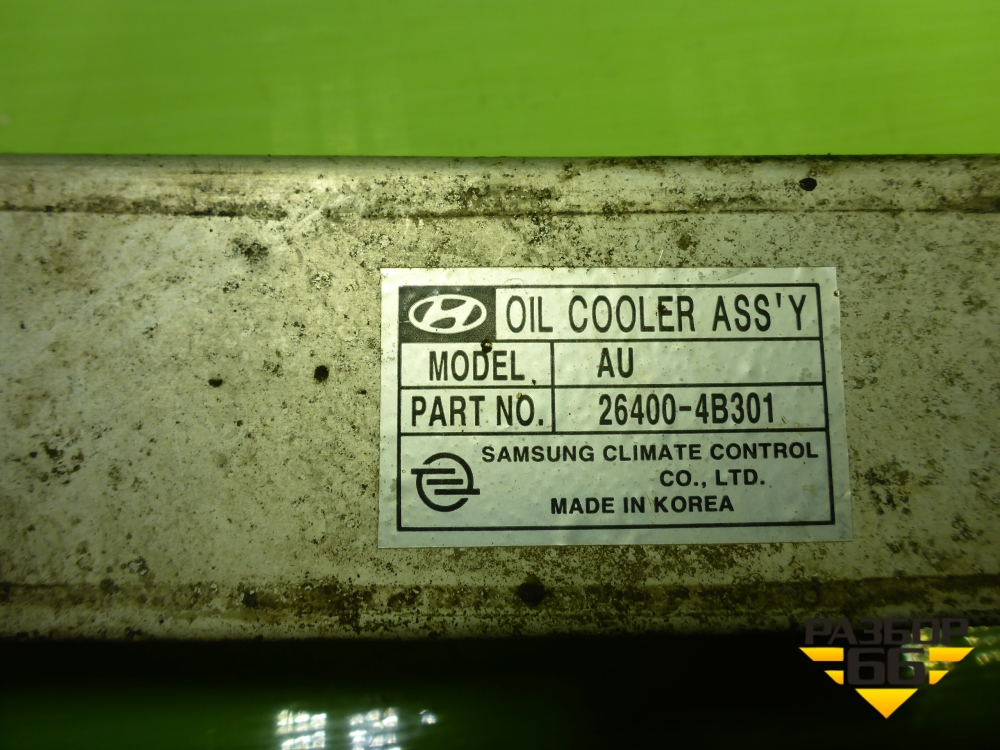 OIL COOLER ASS'Y
MODEL AU
PART NO. 26400-4B301
SAMSUNG CLIMATE CONTROL
CO., LTD.
MADE IN KOREA
РАЗБОР
66